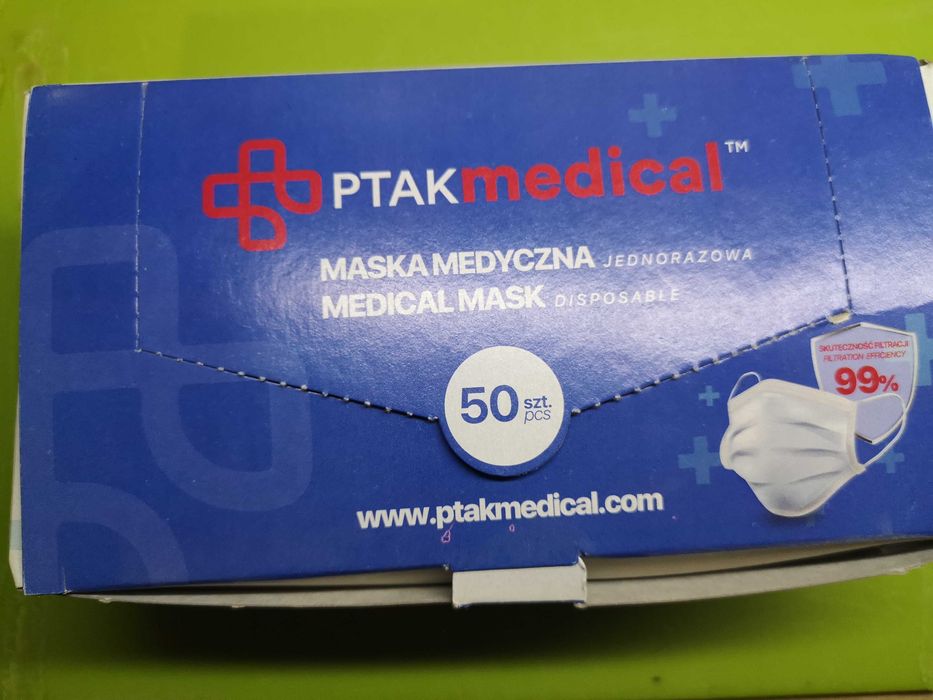 PTAKmedical™
MASKA MEDYCZNA JEDNORAZOWA
MEDICAL MASK DISPOSABLE
SKUTECZNOŚĆ FILTRACJI
FILTRATION EFFICIENCY
99%
50 szt.
pcs
www.ptakmedical.com